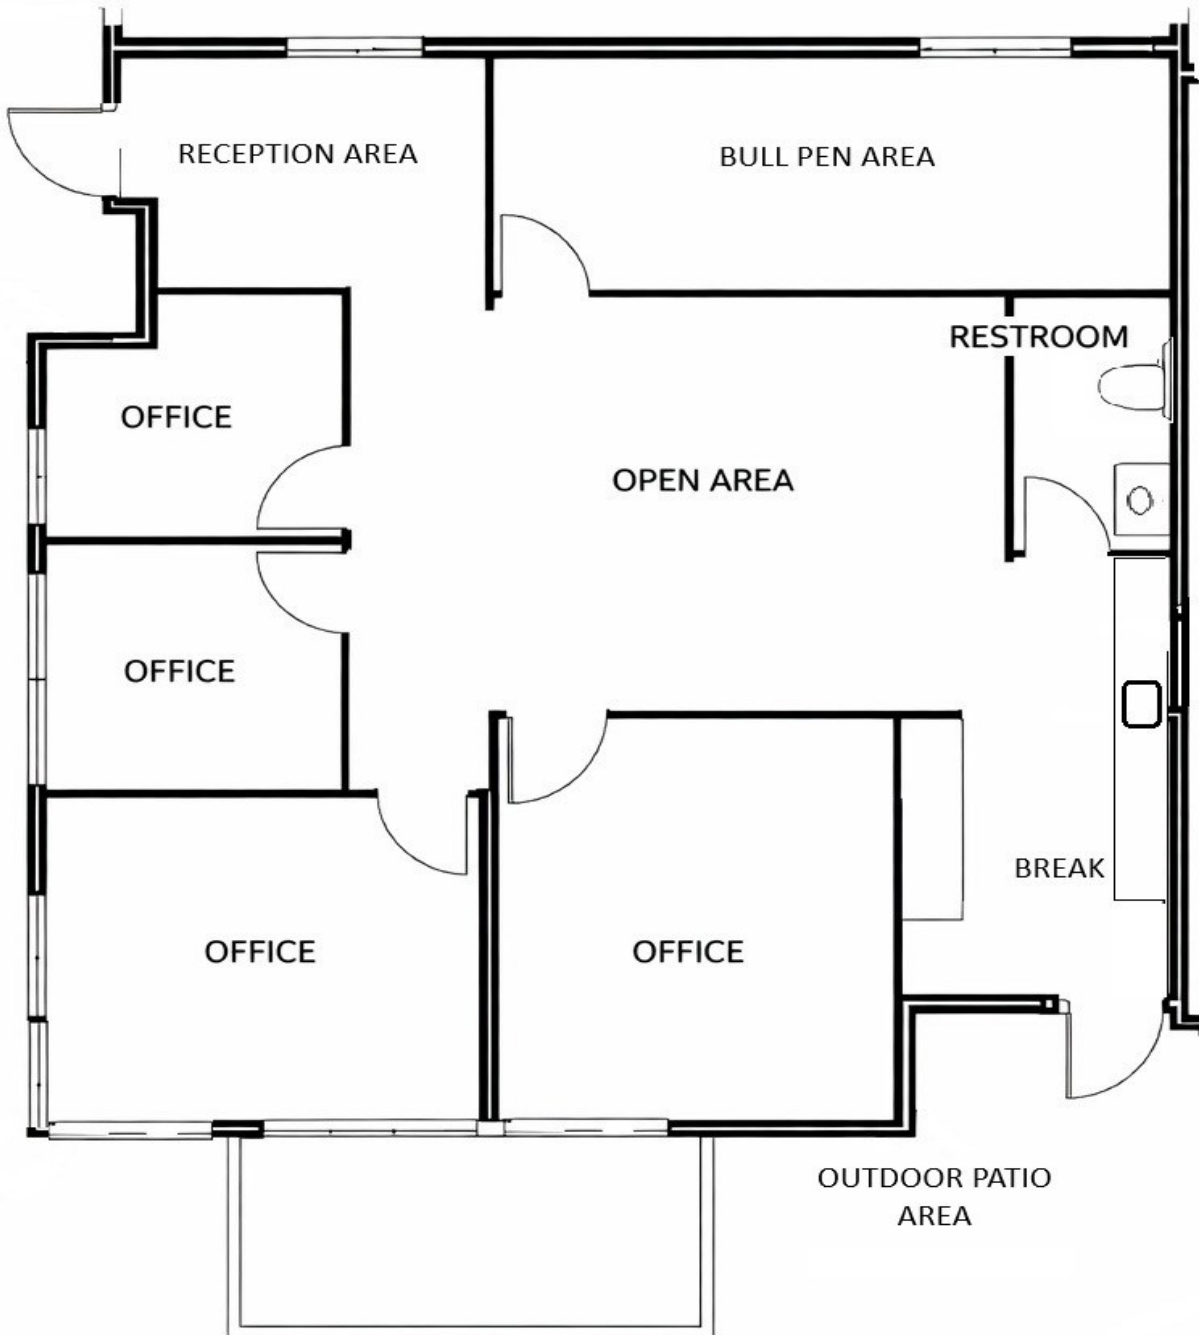 RECEPTION AREA
BULL PEN AREA
RESTROOM
OFFICE
OPEN AREA
OFFICE
BREAK
OFFICE
OFFICE
OUTDOOR PATIO
AREA